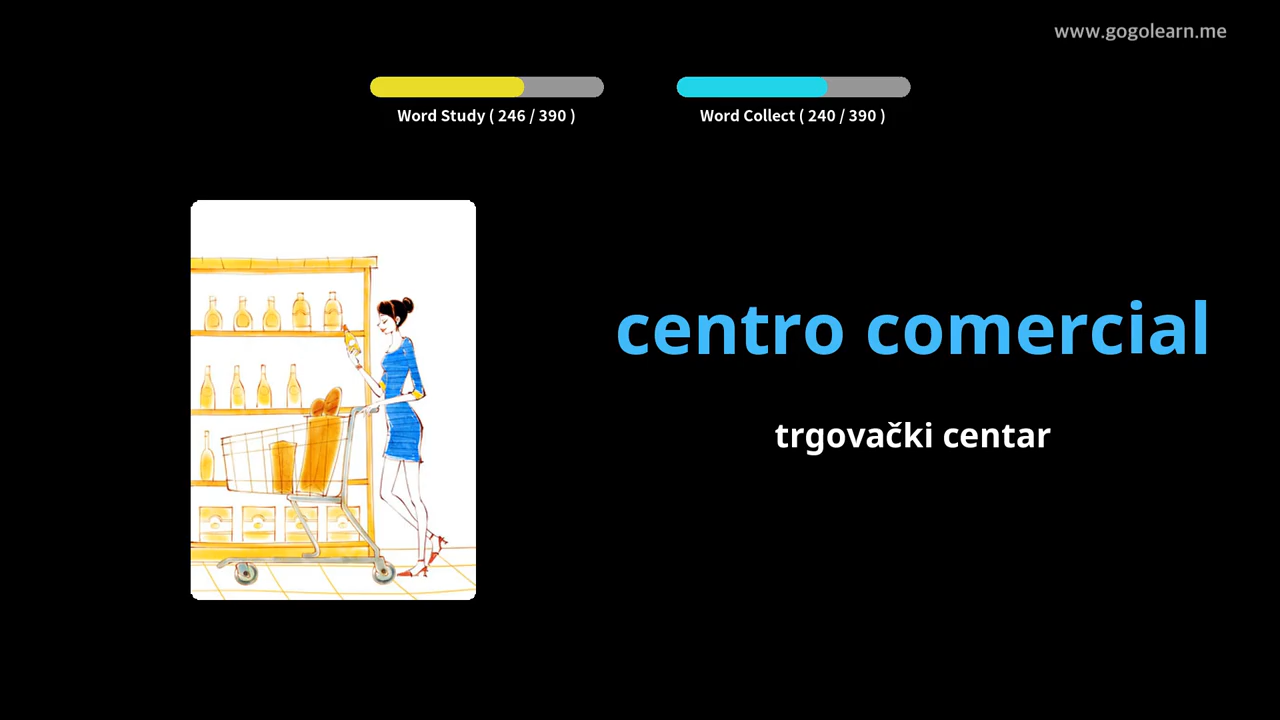 www.gogolearn.me
Word Study ( 246 / 390 )
Word Collect ( 240 / 390 )
centro comercial
trgovački centar